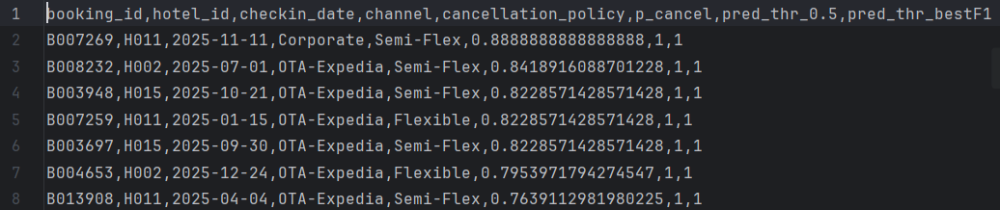 1 booking_id,hotel_id,checkin_date,channel,cancellation_policy,p_cancel,pred_thr_0.5,pred_thr_bestF1
2 B007269,H011,2025-11-11,Corporate,Semi-Flex,0.8888888888888888,1,1
3 B008232,H002,2025-07-01,OTA-Expedia,Semi-Flex,0.8418916088701228,1,1
4 B003948,H015,2025-10-21,OTA-Expedia,Semi-Flex,0.8228571428571428,1,1
5 B007259,H011,2025-01-15,OTA-Expedia,Flexible,0.8228571428571428,1,1
6 B003697,H015,2025-09-30,OTA-Expedia,Semi-Flex,0.8228571428571428,1,1
7 B004653,H002,2025-12-24,OTA-Expedia,Flexible,0.7953971794274547,1,1
8 B013908,H011,2025-04-04,OTA-Expedia,Semi-Flex,0.7639112981980225,1,1